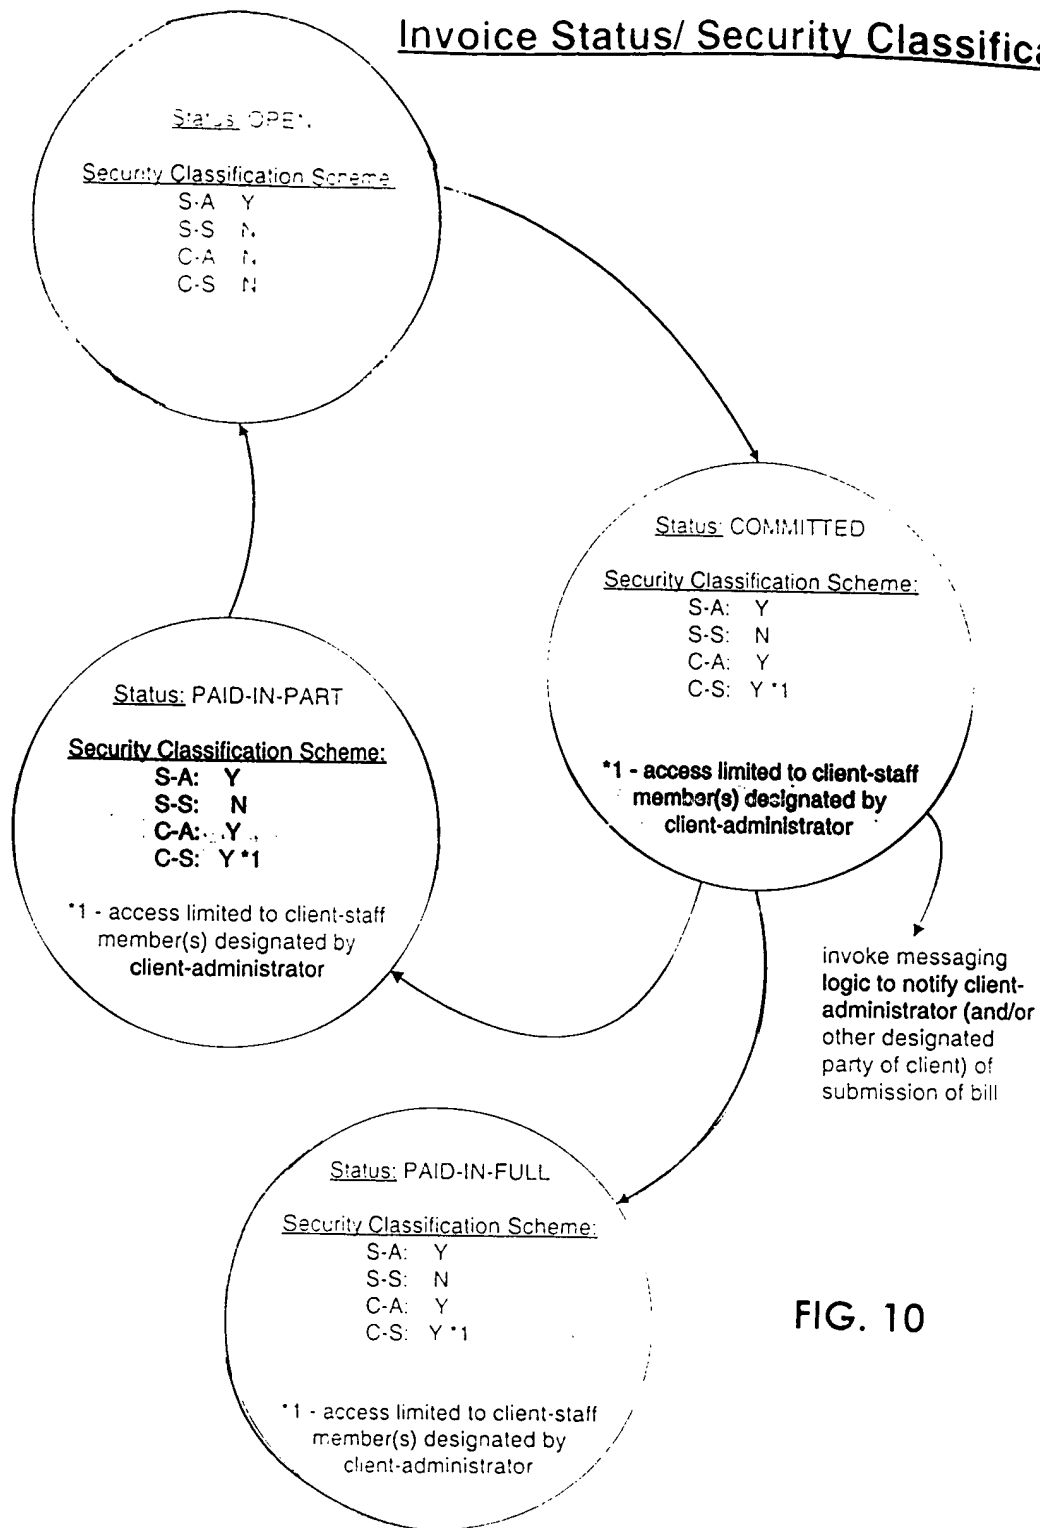 Invoice Status/ Security Classifica
Status: OPEN
Security Classification Scheme
S-A Y
S-S N
C-A N
C-S N
Status: COMMITTED
Security Classification Scheme:
S-A: Y
S-S: N
C-A: Y
C-S: Y *1
*1 - access limited to client-staff
member(s) designated by
client-administrator
Status: PAID-IN-PART
Security Classification Scheme:
S-A: Y
S-S: N
C-A: Y
C-S: Y *1
*1 - access limited to client-staff
member(s) designated by
client-administrator
invoke messaging
logic to notify client-
administrator (and/or
other designated
party of client) of
submission of bill
Status: PAID-IN-FULL
Security Classification Scheme:
S-A: Y
S-S: N
C-A: Y
C-S: Y *1
*1 - access limited to client-staff
member(s) designated by
client-administrator
FIG. 10